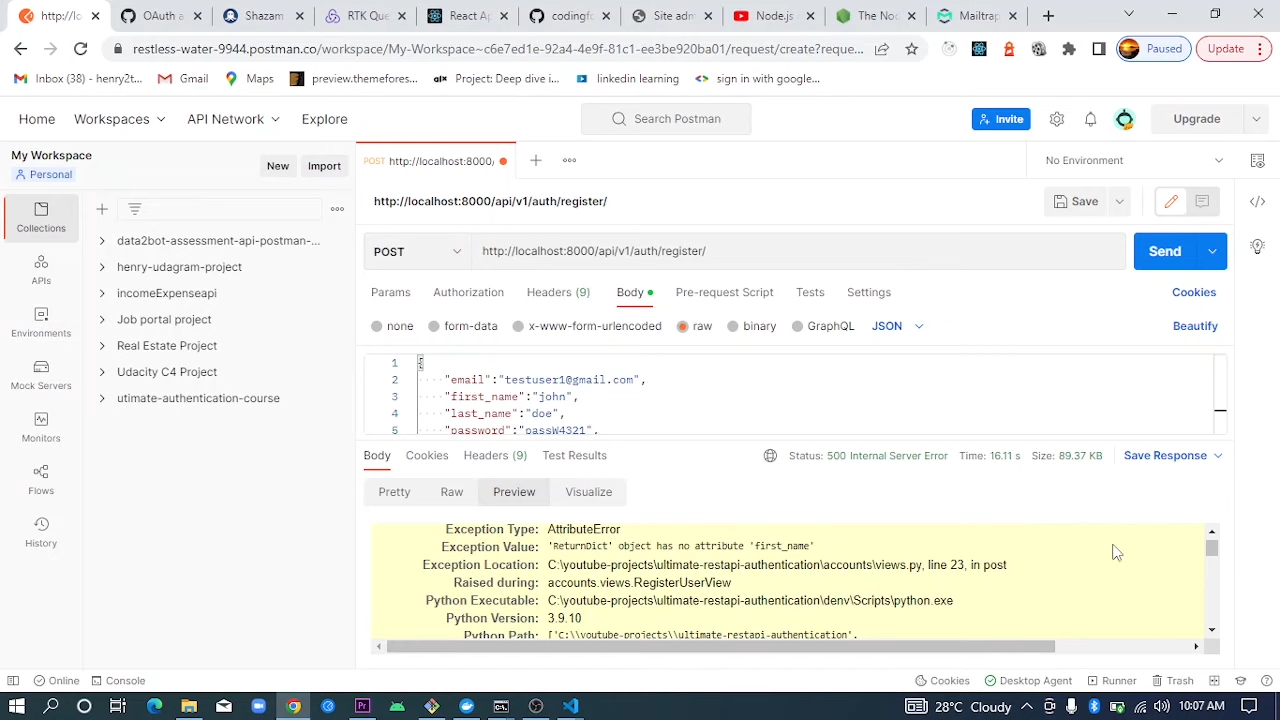 http://lo
OAuth a
Shazam
RTK Que
React Ap
codingfo
Site adm
Node.js
The Nod
Mailtrap
restless-water-9944.postman.co/workspace/My-Workspace~c6e7ed1e-92a4-4e9f-81c1-ee3be920ba01/request/create?reque...
Paused
Update
Inbox (38) - henry2t...
Gmail
Maps
preview.themefores...
Project: Deep dive i...
linkedin learning
sign in with google...
Home
Workspaces
API Network
Explore
Search Postman
Invite
Upgrade
My Workspace
Personal
New
Import
POST http://localhost:8000/
No Environment
Collections
APIs
Environments
Mock Servers
Monitors
Flows
History
data2bot-assessment-api-postman-...
henry-udagram-project
incomeExpenseapi
Job portal project
Real Estate Project
Udacity C4 Project
utimate-authentication-course
http://localhost:8000/api/v1/auth/register/
Save
POST
http://localhost:8000/api/v1/auth/register/
Send
Params
Authorization
Headers (9)
Body
Pre-request Script
Tests
Settings
Cookies
none
form-data
x-www-form-urlencoded
raw
binary
GraphQL
JSON
Beautify
1 {
2 "email":"testuser1@gmail.com",
3 "first_name":"john",
4 "last_name":"doe",
5 "password":"passW4321",
Body
Cookies
Headers (9)
Test Results
Status: 500 Internal Server Error
Time: 16.11 s
Size: 89.37 KB
Save Response
Pretty
Raw
Preview
Visualize
Exception Type: AttributeError
Exception Value: 'ReturnDict' object has no attribute 'first_name'
Exception Location: C:\youtube-projects\ultimate-restapi-authentication\accounts\views.py, line 23, in post
Raised during: accounts.views.RegisterUserView
Python Executable: C:\youtube-projects\ultimate-restapi-authentication\denv\Scripts\python.exe
Python Version: 3.9.10
Python Path: ['C:\\youtube-projects\\ultimate-restapi-authentication',
Online
Console
Cookies
Desktop Agent
Runner
Trash
28°C Cloudy
10:07 AM